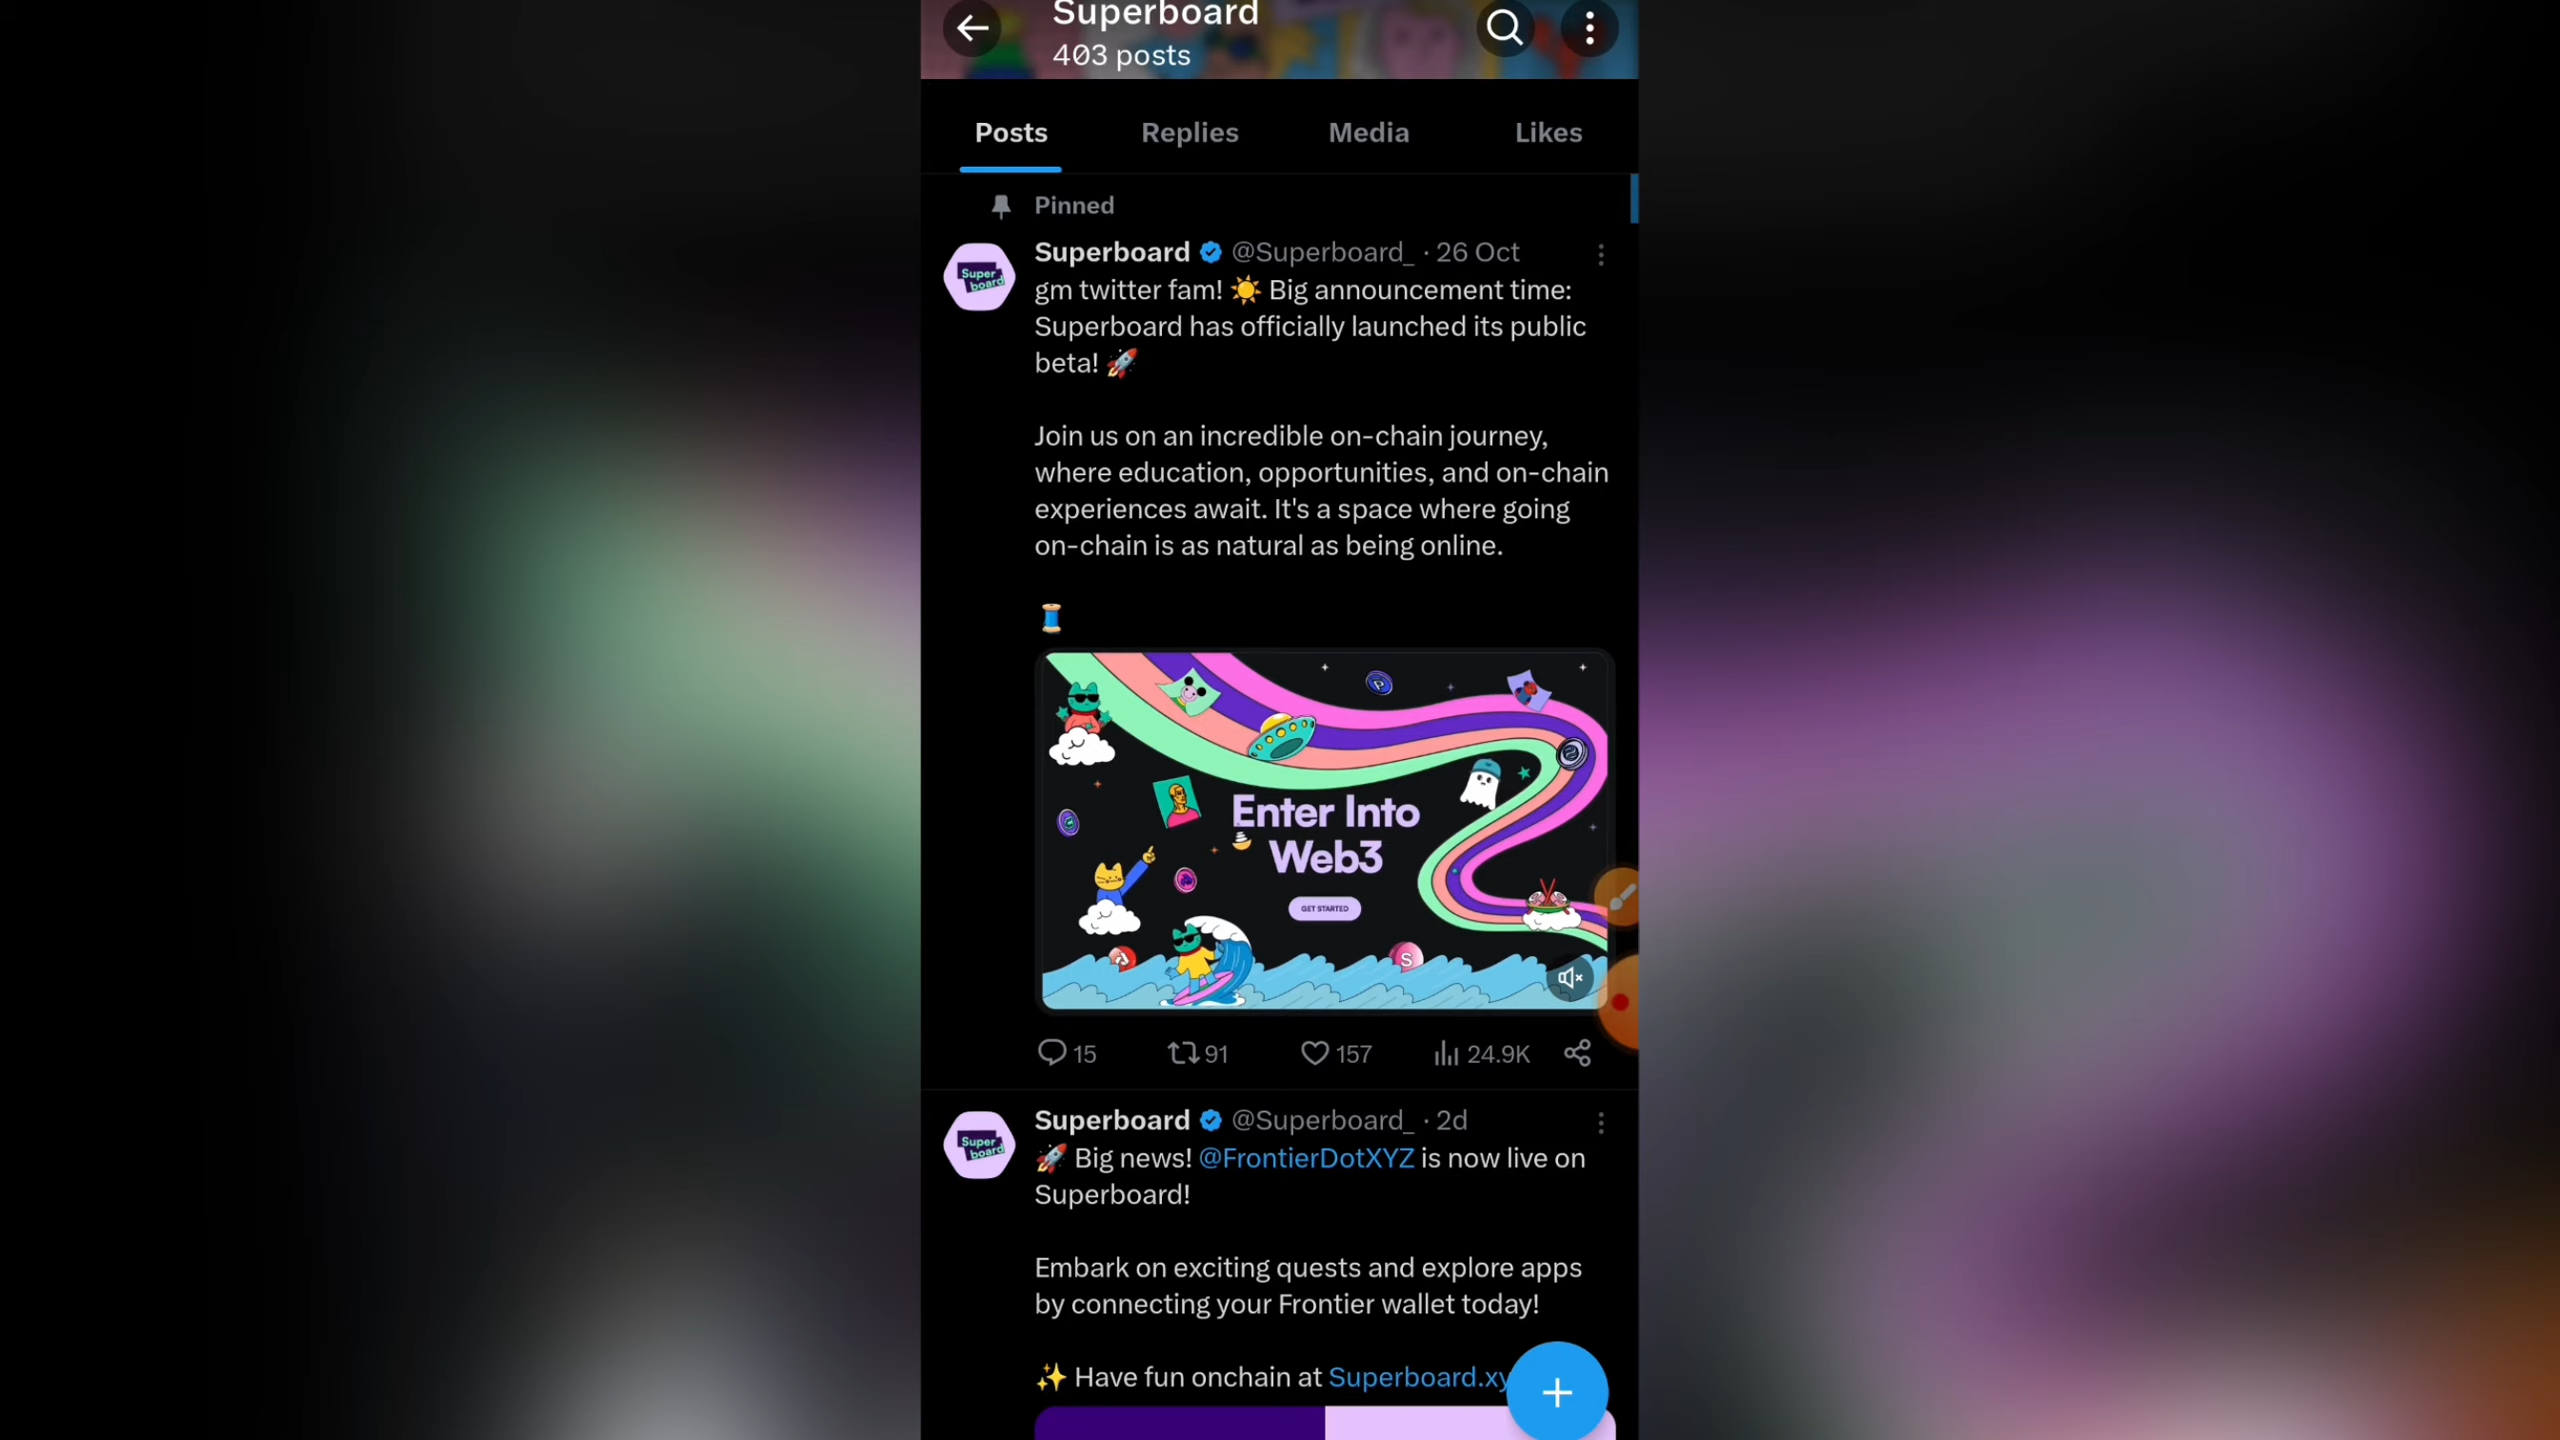 Superboard
403 posts
Posts Replies Media Likes
Pinned
Superboard @Superboard_ · 26 Oct
gm twitter fam! ☀️ Big announcement time:
Superboard has officially launched its public
beta! 🚀
Join us on an incredible on-chain journey,
where education, opportunities, and on-chain
experiences await. It's a space where going
on-chain is as natural as being online.
🧵
Super
board
Enter Into
Web3
GET STARTED
S
15 91 157 24.9K
Superboard @Superboard_ · 2d
🚀 Big news! @FrontierDotXYZ is now live on
Superboard!
Super
board
Embark on exciting quests and explore apps
by connecting your Frontier wallet today!
✨ Have fun onchain at Superboard.xy